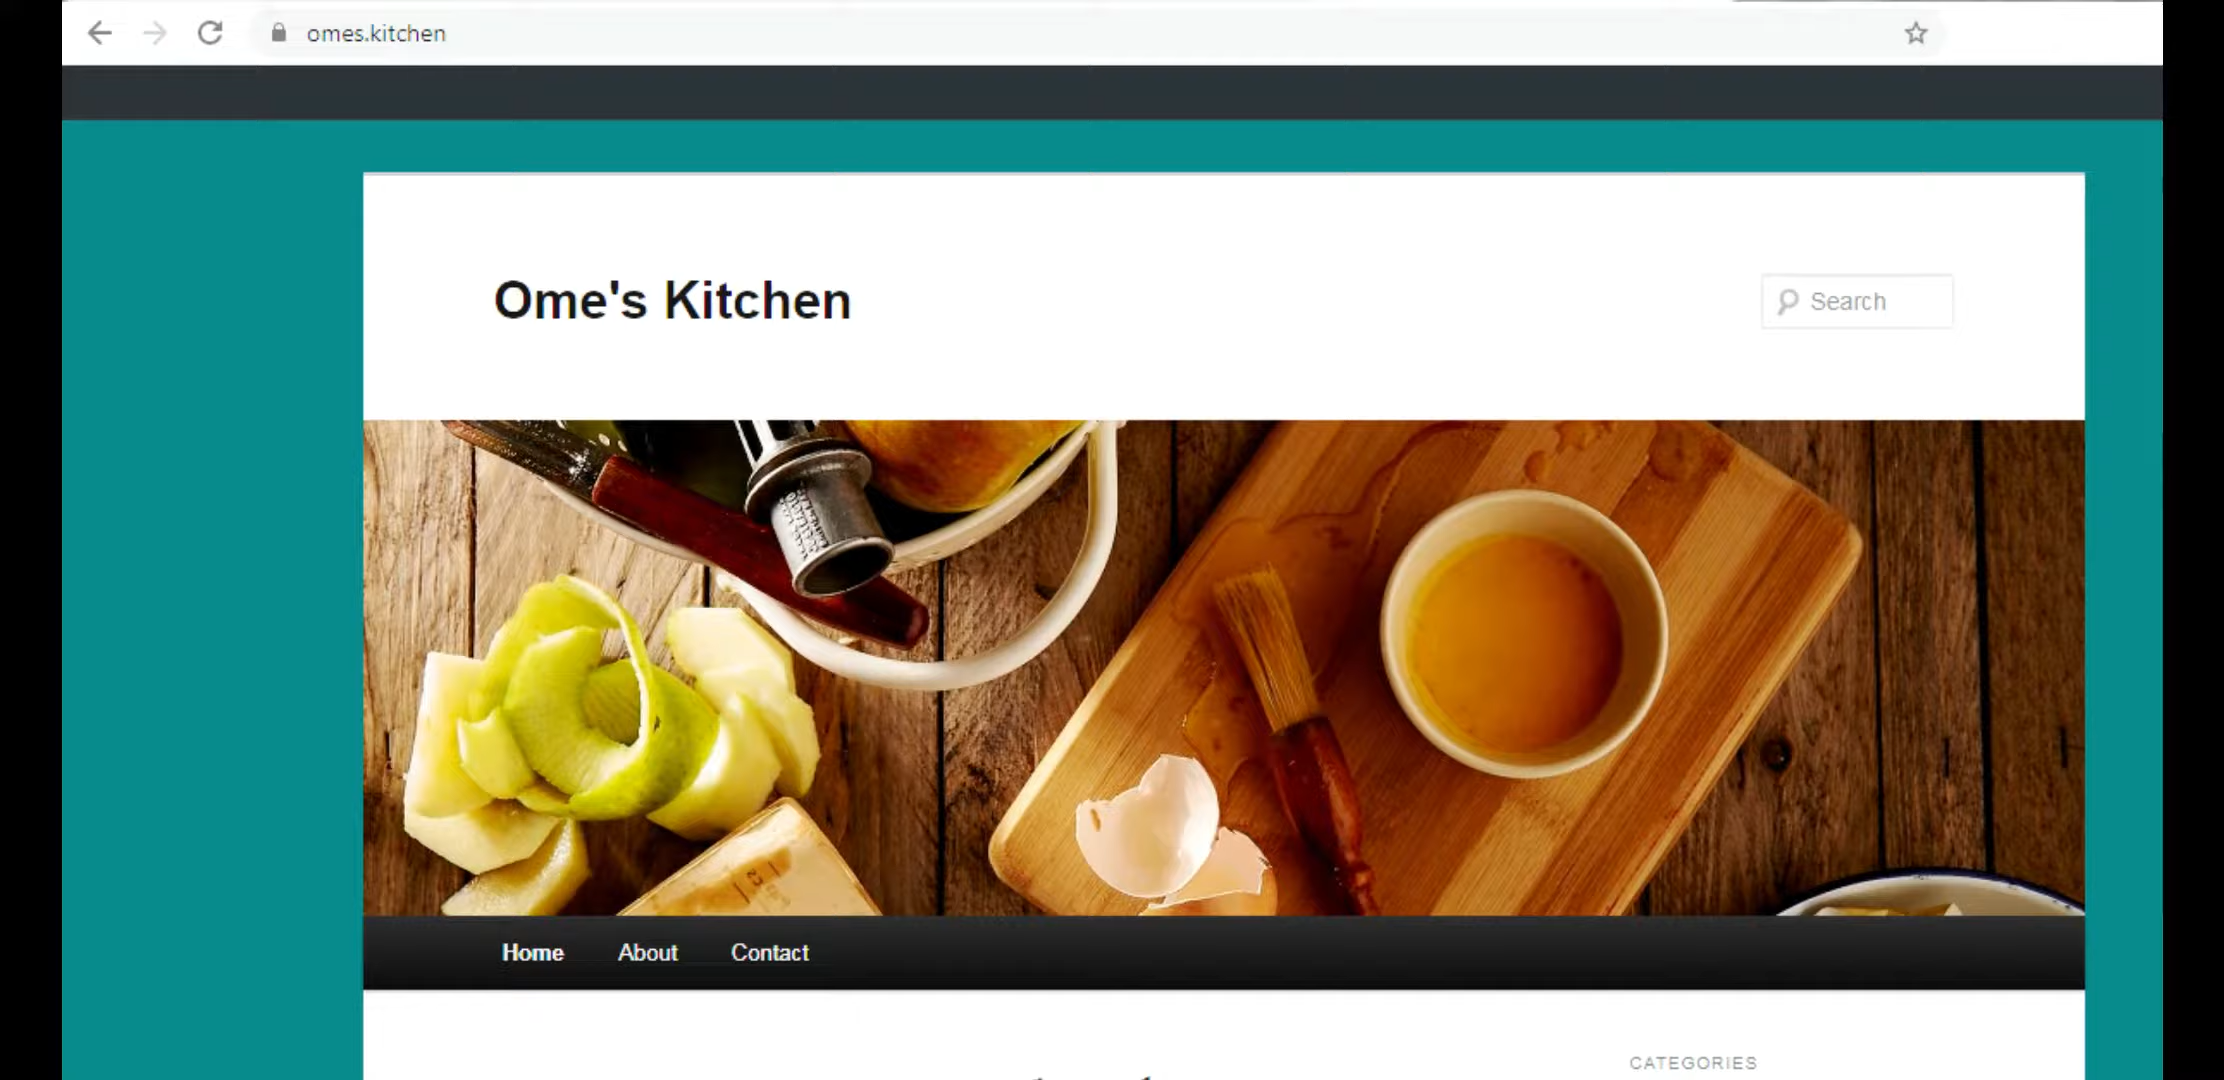 omes.kitchen
Ome's Kitchen
Search
Home
About
Contact
CATEGORIES